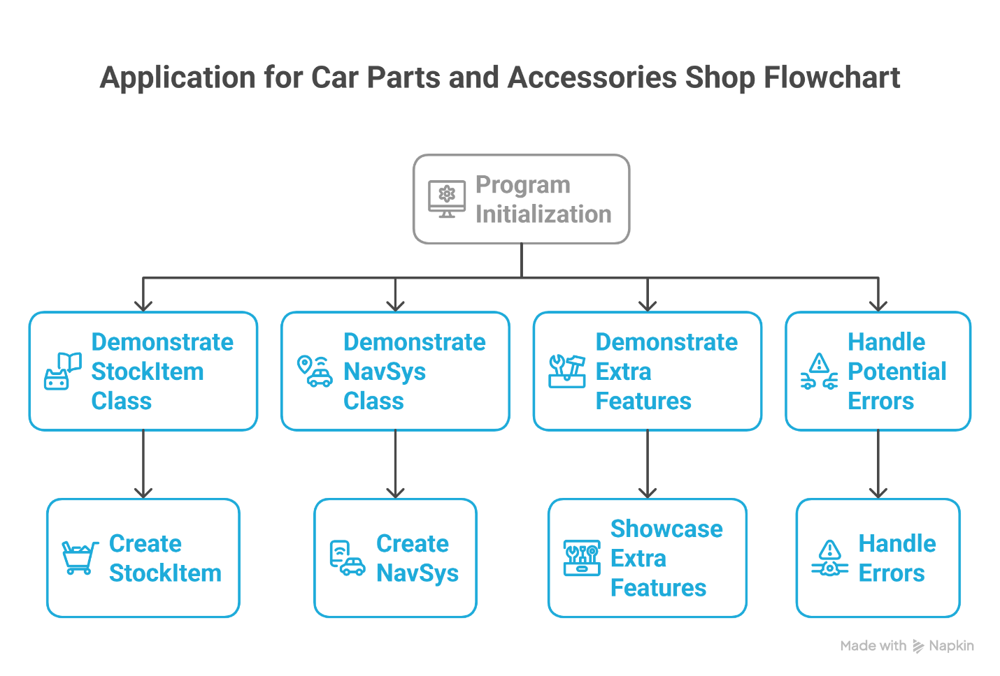 Application for Car Parts and Accessories Shop Flowchart
Program
Initialization
Demonstrate
StockItem
Class
Demonstrate
NavSys
Class
Demonstrate
Extra
Features
Handle
Potential
Errors
Create
StockItem
Create
NavSys
Showcase
Extra
Features
Handle
Errors
Made with Napkin